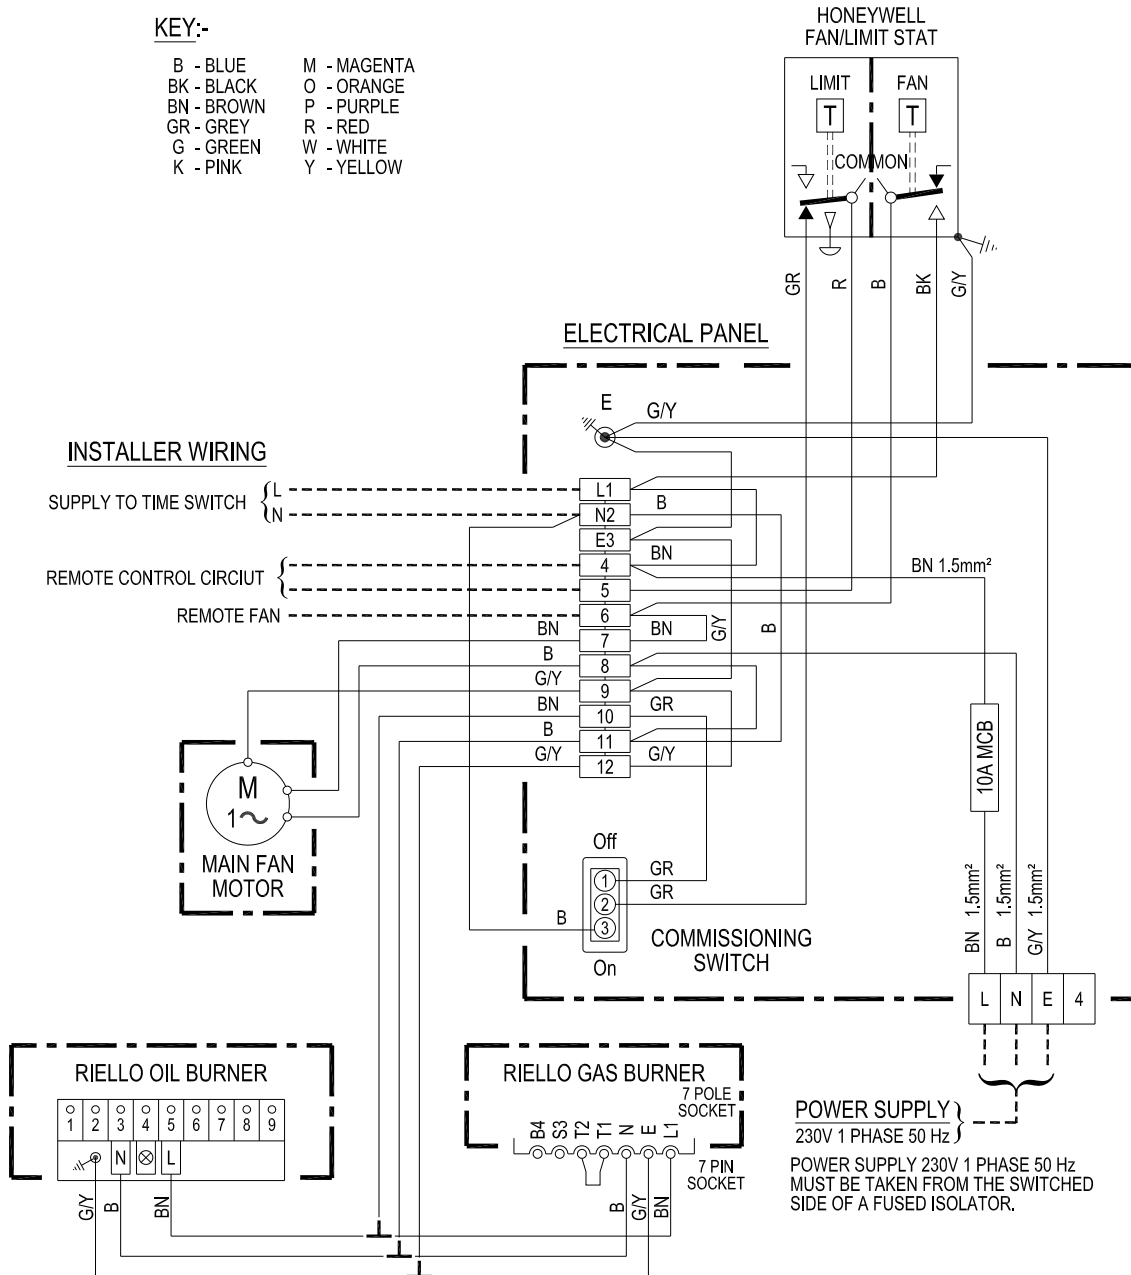 KEY:-
B - BLUE
BK - BLACK
BN - BROWN
GR - GREY
G - GREEN
K - PINK
M - MAGENTA
O - ORANGE
P - PURPLE
R - RED
W - WHITE
Y - YELLOW
HONEYWELL
FAN/LIMIT STAT
LIMIT
FAN
T
T
COMMON
GR
R
B
BK
G/Y
ELECTRICAL PANEL
E
G/Y
INSTALLER WIRING
SUPPLY TO TIME SWITCH
L
N
REMOTE CONTROL CIRCIUT
REMOTE FAN
L1
N2
E3
4
5
6
7
8
9
10
11
12
B
BN
BN
G/Y
B
GR
G/Y
BN
B
G/Y
BN
B
G/Y
BN 1.5mm²
10A MCB
BN 1.5mm²
B 1.5mm²
G/Y 1.5mm²
M
1~
MAIN FAN
MOTOR
Off
1
2
3
On
GR
GR
B
COMMISSIONING
SWITCH
L N E 4
RIELLO OIL BURNER
1 2 3 4 5 6 7 8 9
N
L
G/Y
B
BN
RIELLO GAS BURNER
7 POLE
SOCKET
B4 S3 T2 T1 N E L1
7 PIN
SOCKET
B
G/Y
BN
POWER SUPPLY
230V 1 PHASE 50 Hz
POWER SUPPLY 230V 1 PHASE 50 Hz
MUST BE TAKEN FROM THE SWITCHED
SIDE OF A FUSED ISOLATOR.